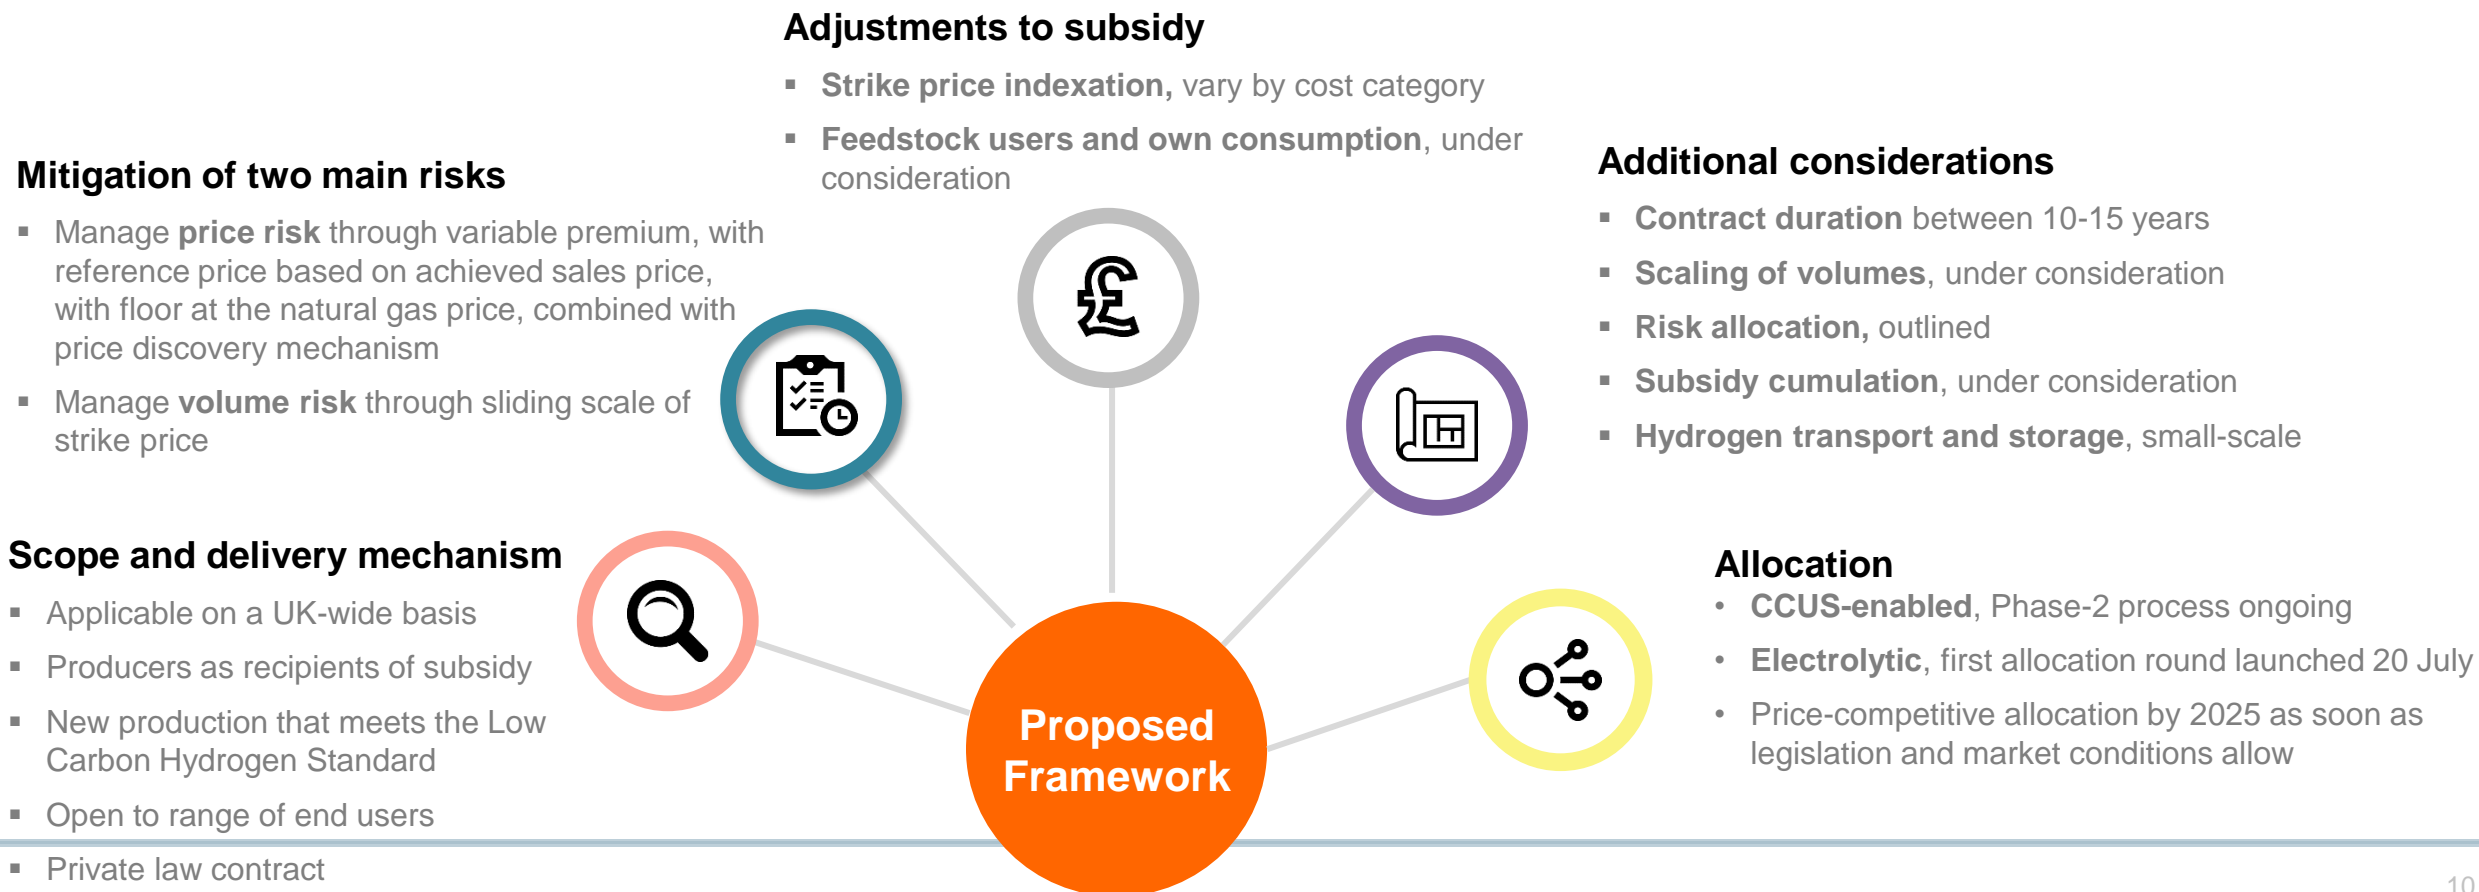 Adjustments to subsidy
▪ Strike price indexation, vary by cost category
▪ Feedstock users and own consumption, under
consideration
Mitigation of two main risks
▪ Manage price risk through variable premium, with
reference price based on achieved sales price,
with floor at the natural gas price, combined with
price discovery mechanism
▪ Manage volume risk through sliding scale of
strike price
Additional considerations
▪ Contract duration between 10-15 years
▪ Scaling of volumes, under consideration
▪ Risk allocation, outlined
▪ Subsidy cumulation, under consideration
▪ Hydrogen transport and storage, small-scale
Scope and delivery mechanism
▪ Applicable on a UK-wide basis
▪ Producers as recipients of subsidy
▪ New production that meets the Low
Carbon Hydrogen Standard
▪ Open to range of end users
▪ Private law contract
Allocation
• CCUS-enabled, Phase-2 process ongoing
• Electrolytic, first allocation round launched 20 July
• Price-competitive allocation by 2025 as soon as
legislation and market conditions allow
£
Proposed
Framework
10